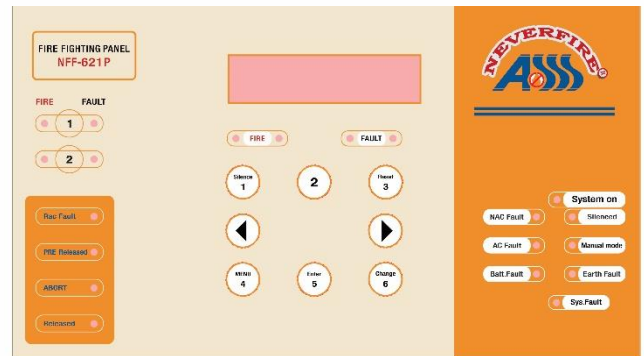 FIRE FIGHTING PANEL
NFF-621P
FIRE FAULT
1
2
Rac Fault
PRE Released
ABORT
Released
FIRE
FAULT
Silence
1
2
Reset
3
MENU
4
Enter
5
Change
6
NEVERFIRE®
System on
NAC Fault
Silenced
AC Fault
Manual mode
Batt.Fault
Earth Fault
Sys.Fault